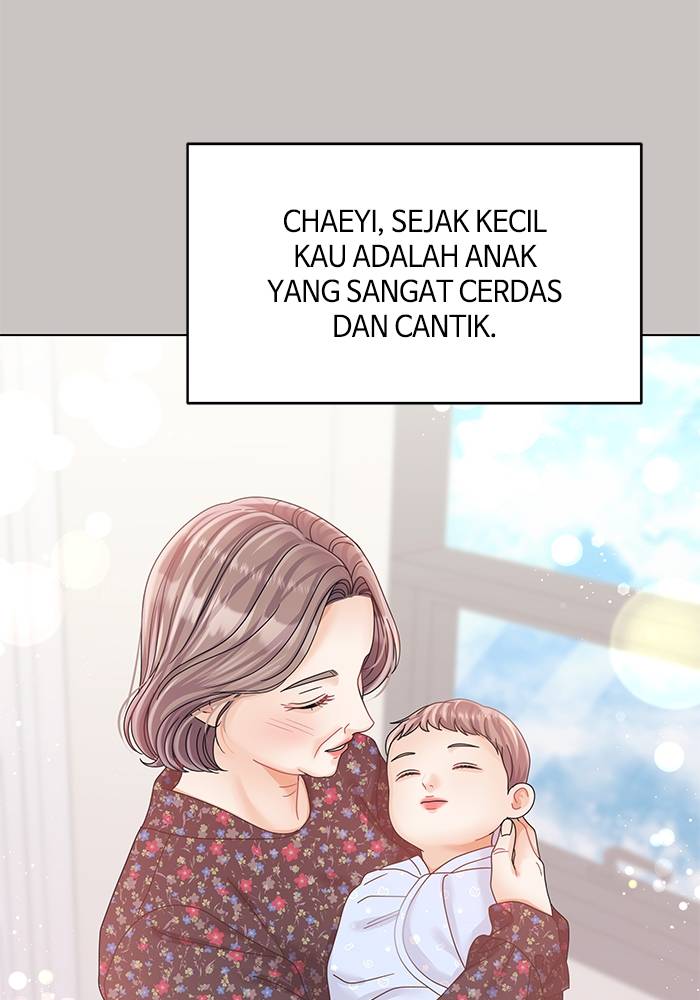 CHAEYI, SEJAK KECIL
KAU ADALAH ANAK
YANG SANGAT CERDAS
DAN CANTIK.